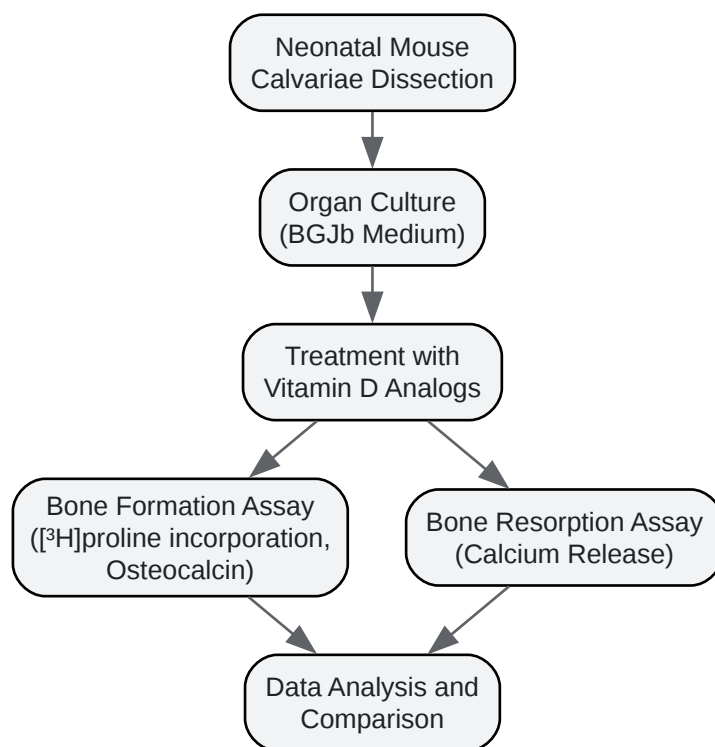 Neonatal Mouse
Calvariae Dissection
Organ Culture
(BGJb Medium)
Treatment with
Vitamin D Analogs
Bone Formation Assay
([³H]proline incorporation,
Osteocalcin)
Bone Resorption Assay
(Calcium Release)
Data Analysis and
Comparison